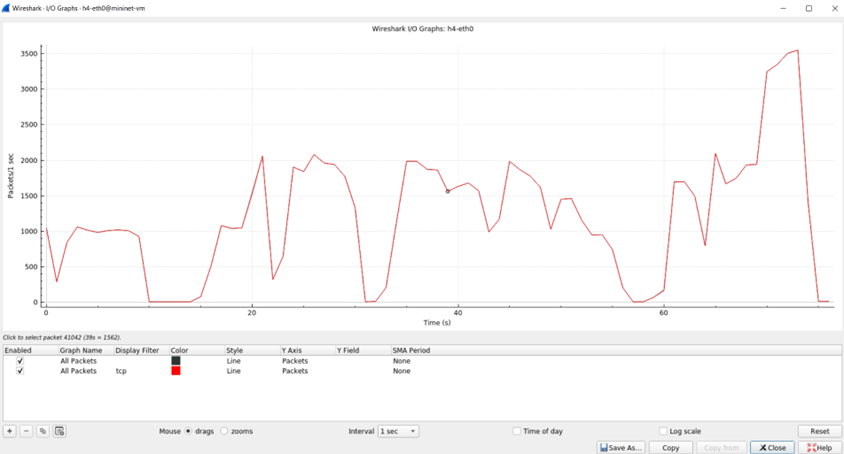 Wireshark · I/O Graphs · h4-eth0@mininet-vm
Wireshark I/O Graphs: h4-eth0
3500
3000
2500
2000
1500
1000
500
0
Packets/1 sec
0 20 40 60
Time (s)
Click to select packet 41042 (39s = 1562).
Enabled Graph Name Display Filter Color Style Y Axis Y Field SMA Period
All Packets Line Packets None
All Packets tcp Line Packets None
Mouse drags zooms Interval 1 sec Time of day Log scale Reset
Save As... Copy Copy from Close Help